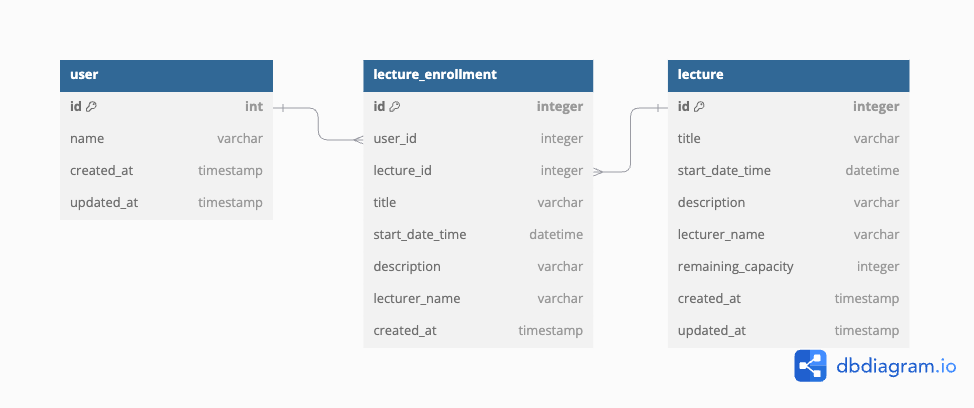 user
id int
name varchar
created_at timestamp
updated_at timestamp
lecture_enrollment
id integer
user_id integer
lecture_id integer
title varchar
start_date_time datetime
description varchar
lecturer_name varchar
created_at timestamp
lecture
id integer
title varchar
start_date_time datetime
description varchar
lecturer_name varchar
remaining_capacity integer
created_at timestamp
updated_at timestamp
dbdiagram.io